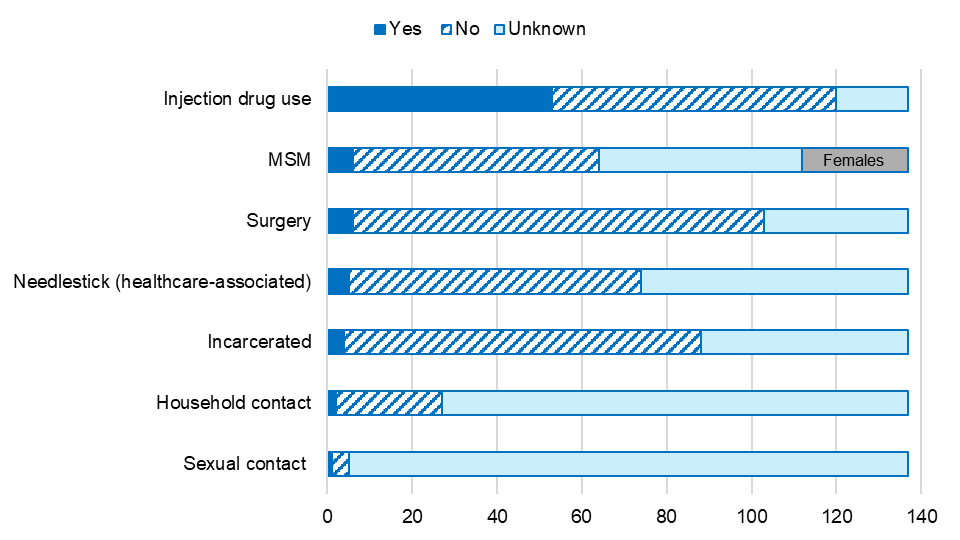 Yes No Unknown
Injection drug use
MSM
Females
Surgery
Needlestick (healthcare-associated)
Incarcerated
Household contact
Sexual contact
0 20 40 60 80 100 120 140